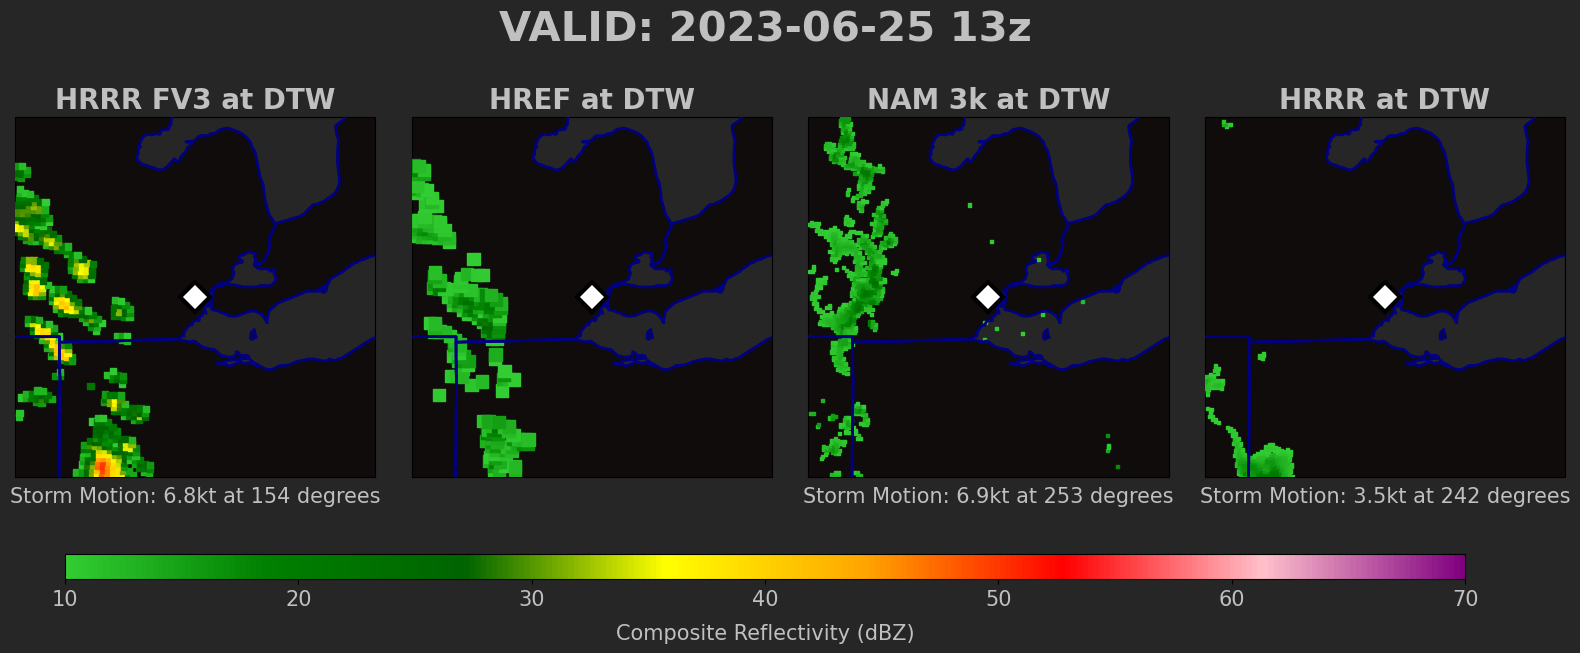 VALID: 2023-06-25 13z
HRRR FV3 at DTW
HREF at DTW
NAM 3k at DTW
HRRR at DTW
Storm Motion: 6.8kt at 154 degrees
Storm Motion: 6.9kt at 253 degrees
Storm Motion: 3.5kt at 242 degrees
10 20 30 40 50 60 70
Composite Reflectivity (dBZ)